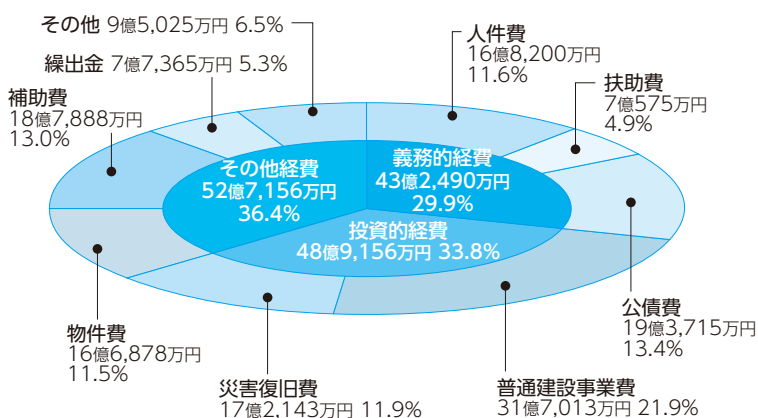 その他 9億5,025万円 6.5%
繰出金 7億7,365万円 5.3%
補助費
18億7,888万円
13.0%
人件費
16億8,200万円
11.6%
扶助費
7億575万円
4.9%
その他経費
52億7,156万円
36.4%
義務的経費
43億2,490万円
29.9%
投資的経費
48億9,156万円 33.8%
物件費
16億6,878万円
11.5%
災害復旧費
17億2,143万円 11.9%
普通建設事業費
31億7,013万円 21.9%
公債費
19億3,715万円
13.4%